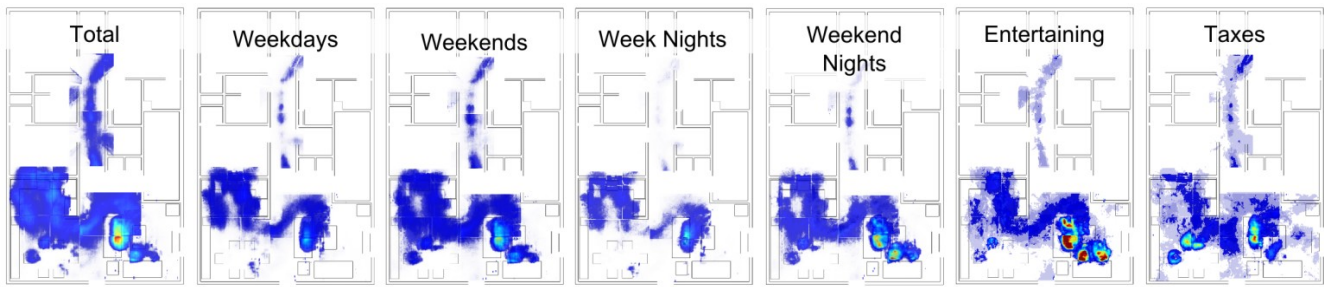 Total
Weekdays
Weekends
Week Nights
Weekend
Nights
Entertaining
Taxes